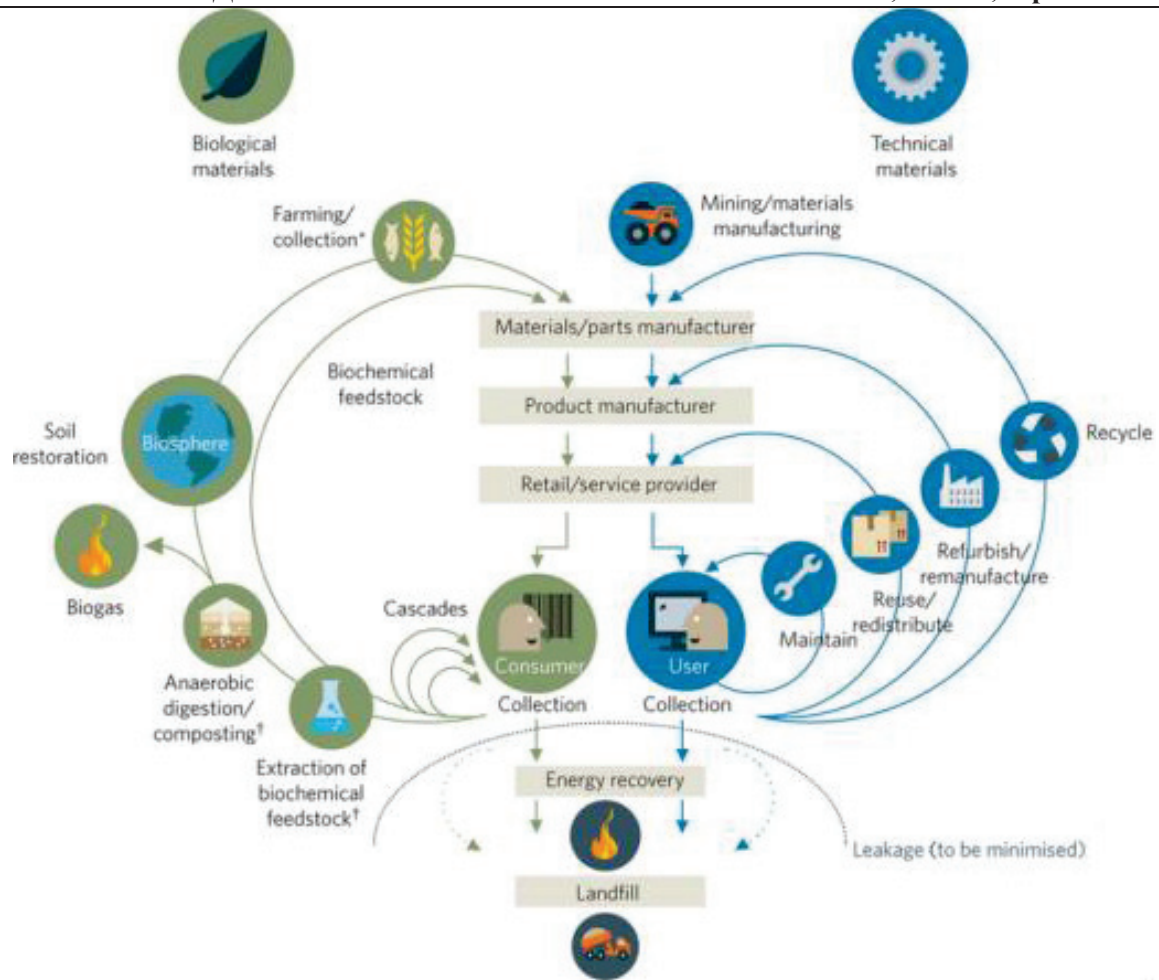 Biological
materials
Technical
materials
Farming/
collection*
Mining/materials
manufacturing
Materials/parts manufacturer
Biochemical
feedstock
Product manufacturer
Soil
restoration
Biosphere
Recycle
Retail/service provider
Refurbish/
remanufacture
Biogas
Cascades
Reuse/
redistribute
Maintain
Consumer
User
Anaerobic
digestion/
composting†
Collection
Collection
Extraction of
biochemical
feedstock†
Energy recovery
Leakage (to be minimised)
Landfill